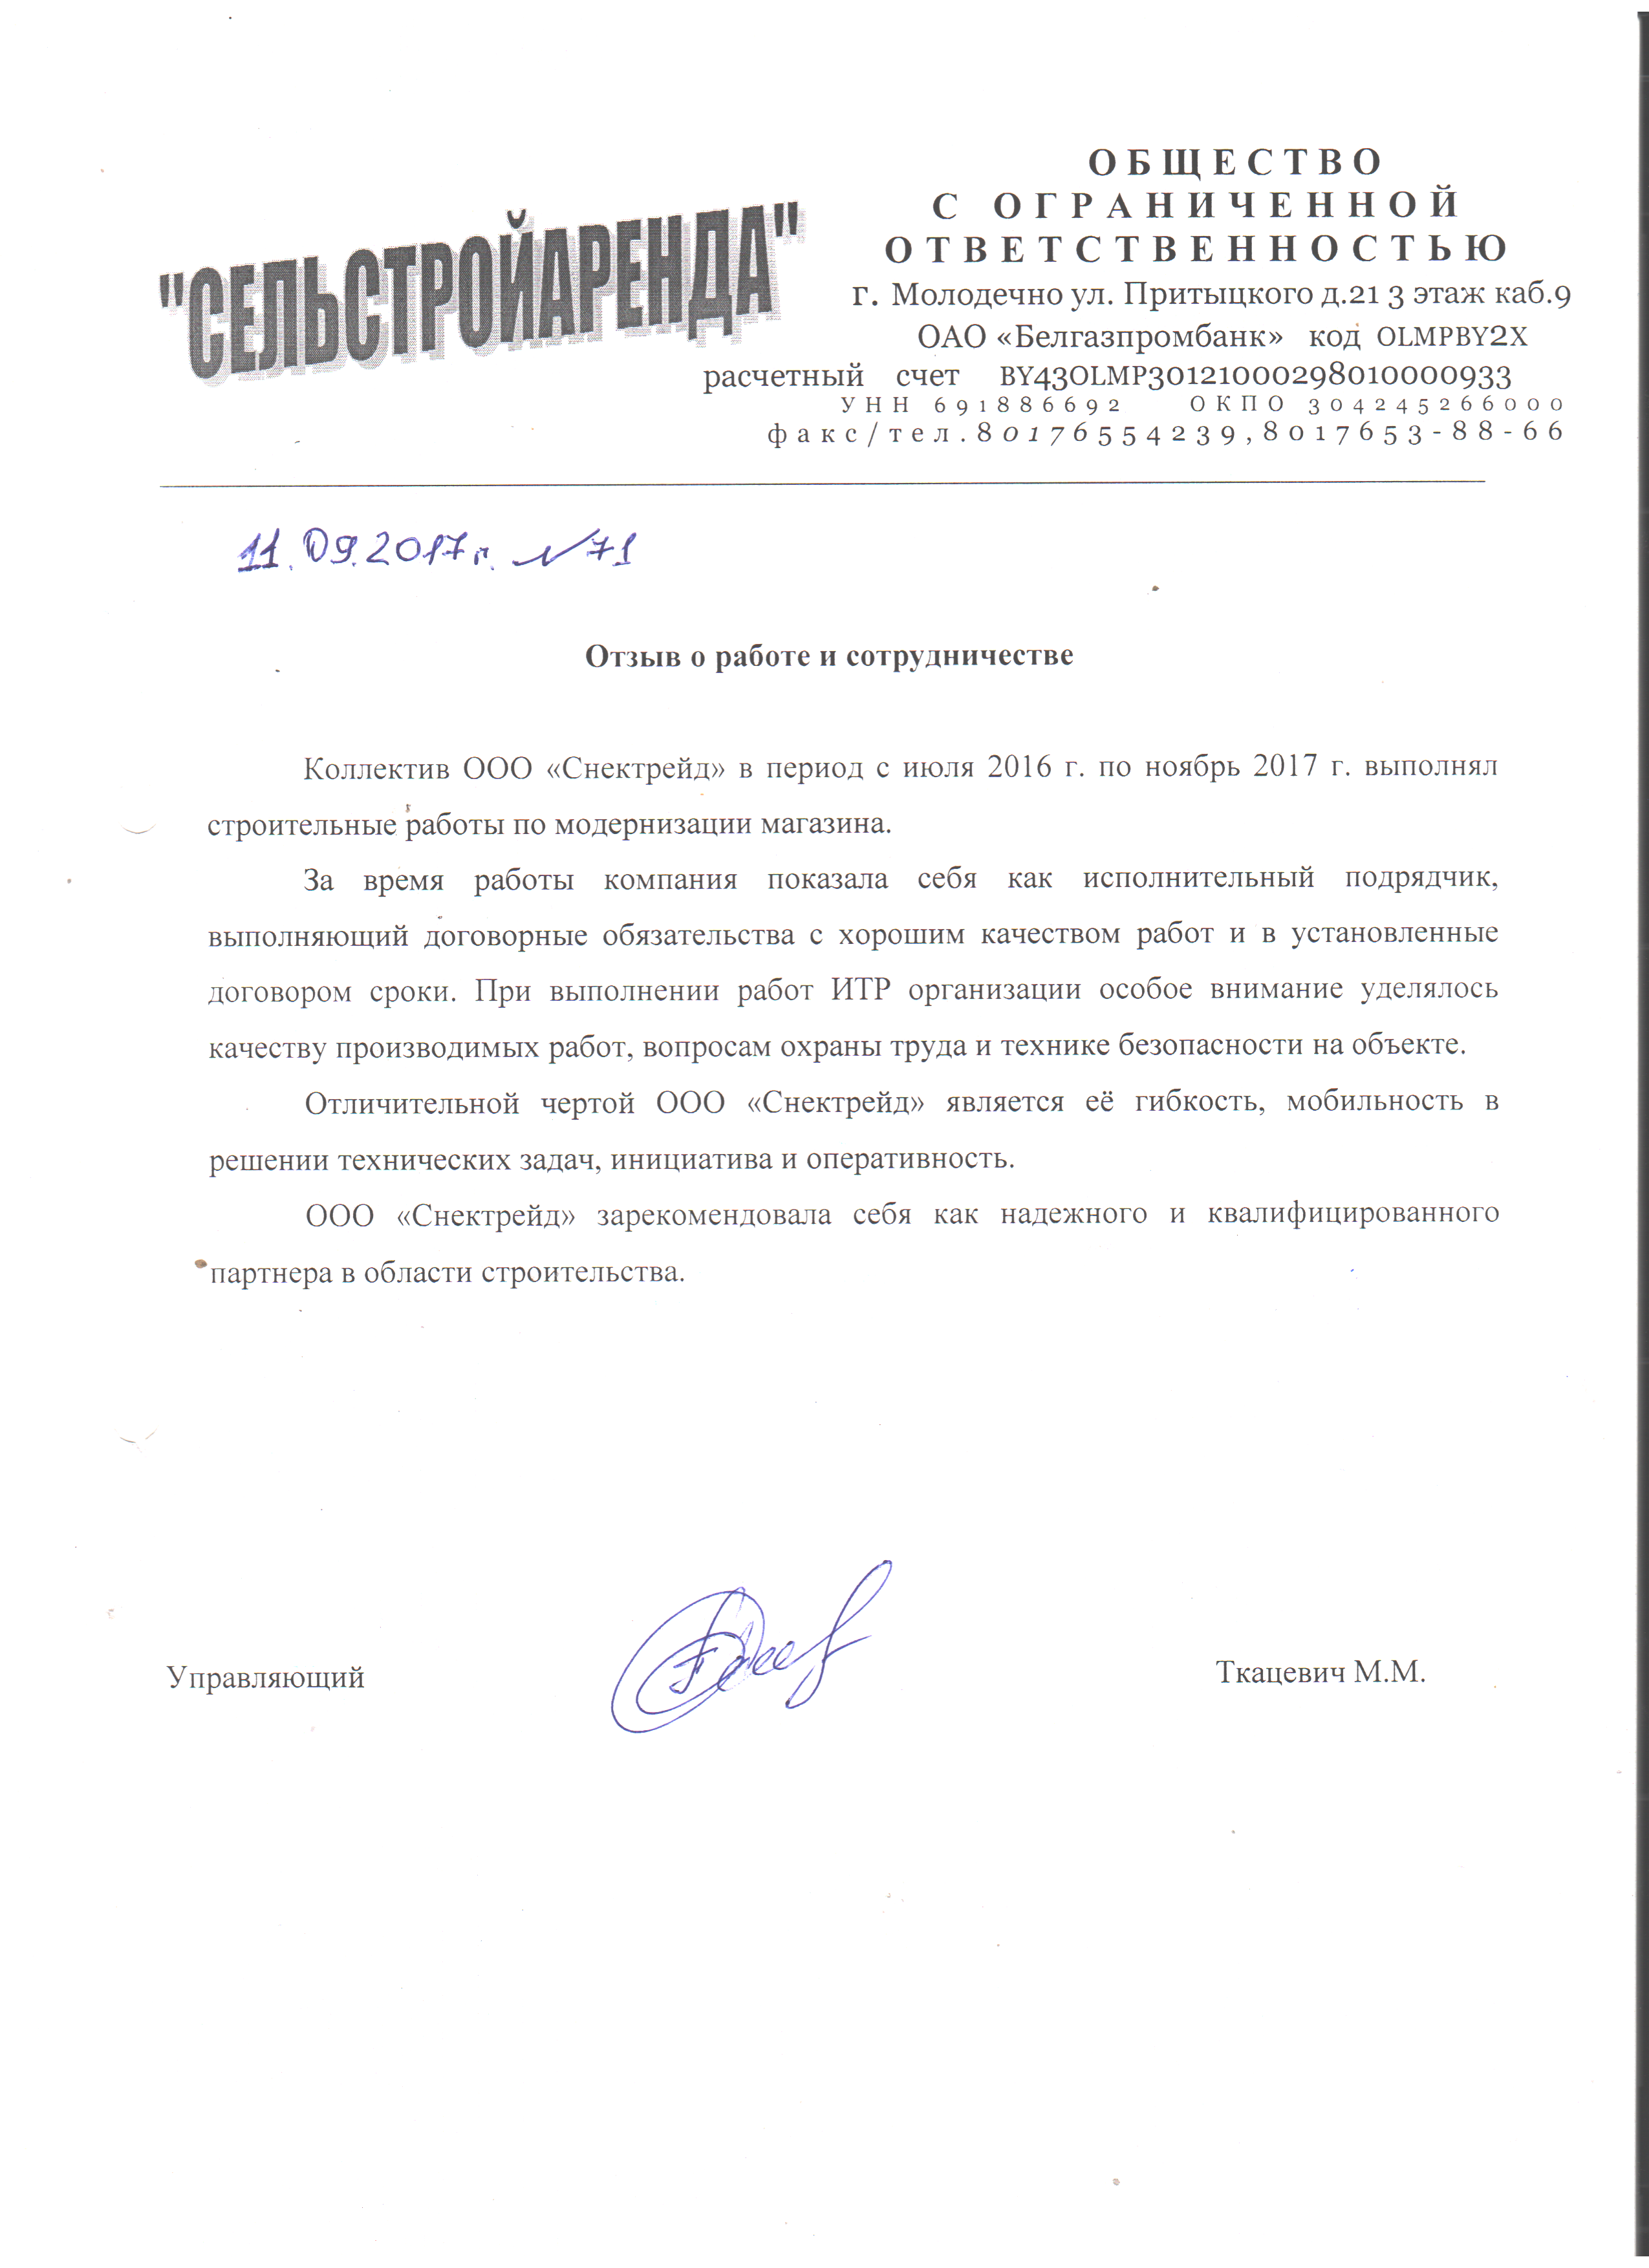 "СЕЛЬСТРОЙАРЕНДА"
ОБЩЕСТВО
С ОГРАНИЧЕННОЙ
ОТВЕТСТВЕННОСТЬЮ
г. Молодечно ул. Притыцкого д.21 3 этаж каб.9
ОАО «Белгазпромбанк» код OLMPBY2X
расчетный счет BY43OLMP30121000298010000933
УНН 691886692 ОКПО 304245266000
факс/тел.80176554239,8017653-88-66
11.09.2017г. №71
Отзыв о работе и сотрудничестве
Коллектив ООО «Снектрейд» в период с июля 2016 г. по ноябрь 2017 г. выполнял
строительные работы по модернизации магазина.
За время работы компания показала себя как исполнительный подрядчик,
выполняющий договорные обязательства с хорошим качеством работ и в установленные
договором сроки. При выполнении работ ИТР организации особое внимание уделялось
качеству производимых работ, вопросам охраны труда и технике безопасности на объекте.
Отличительной чертой ООО «Снектрейд» является её гибкость, мобильность в
решении технических задач, инициатива и оперативность.
ООО «Снектрейд» зарекомендовала себя как надежного и квалифицированного
партнера в области строительства.
Управляющий Ткацевич М.М.